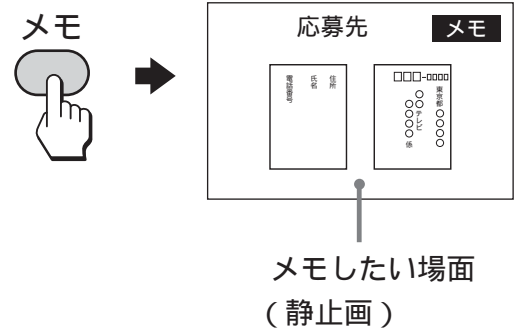 メモ
応募先
メモ
住所
氏名
電話番号
□□□-□□□□
東京都○○○○
○○テレビ
○○○○係
メモしたい場面
(静止画)